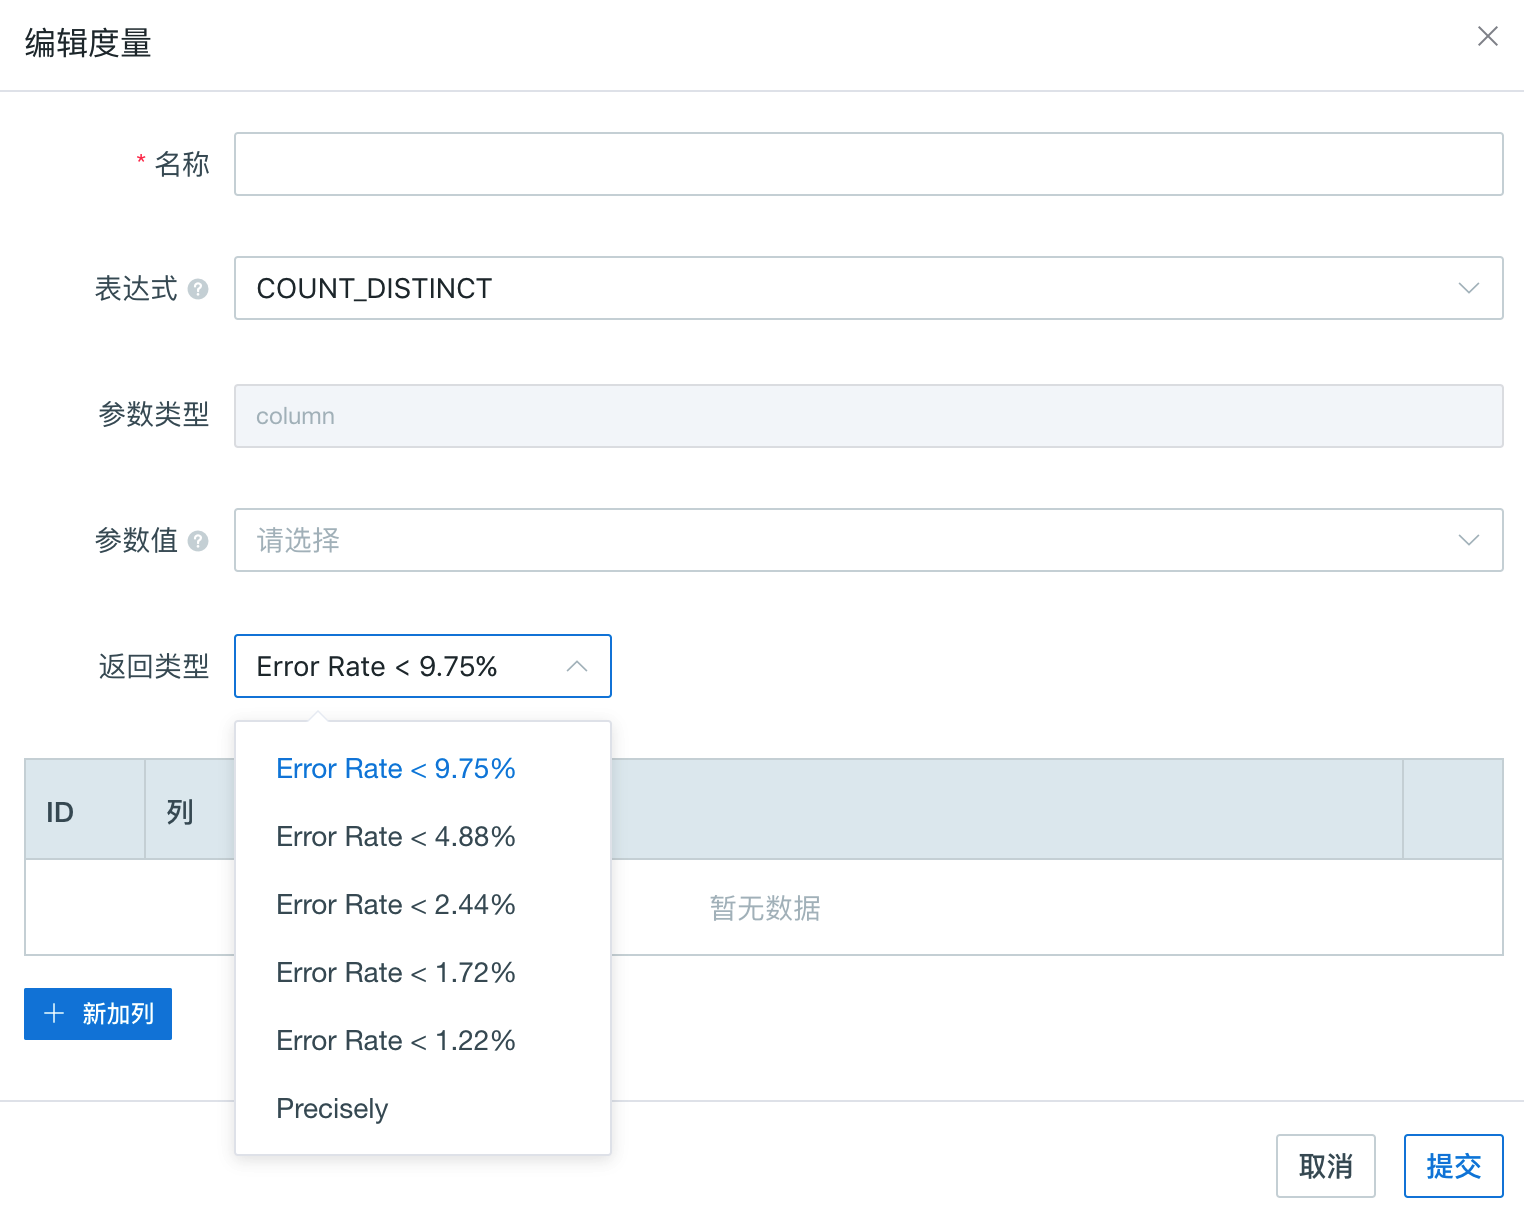 编辑度量
* 名称
表达式 ? COUNT_DISTINCT
参数类型 column
参数值 ? 请选择
返回类型 Error Rate < 9.75%
Error Rate < 9.75%
Error Rate < 4.88%
Error Rate < 2.44%
Error Rate < 1.72%
Error Rate < 1.22%
Precisely
ID 列
暂无数据
+ 新加列
取消 提交